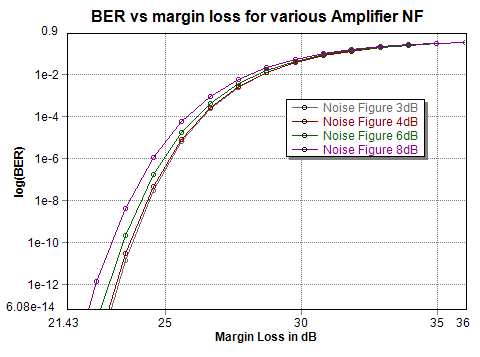 BER vs margin loss for various Amplifier NF
0.9
1e-2
1e-4
1e-6
1e-8
1e-10
1e-12
6.08e-14
log(BER)
Noise Figure 3dB
Noise Figure 4dB
Noise Figure 6dB
Noise Figure 8dB
21.43
25
30
35
36
Margin Loss in dB